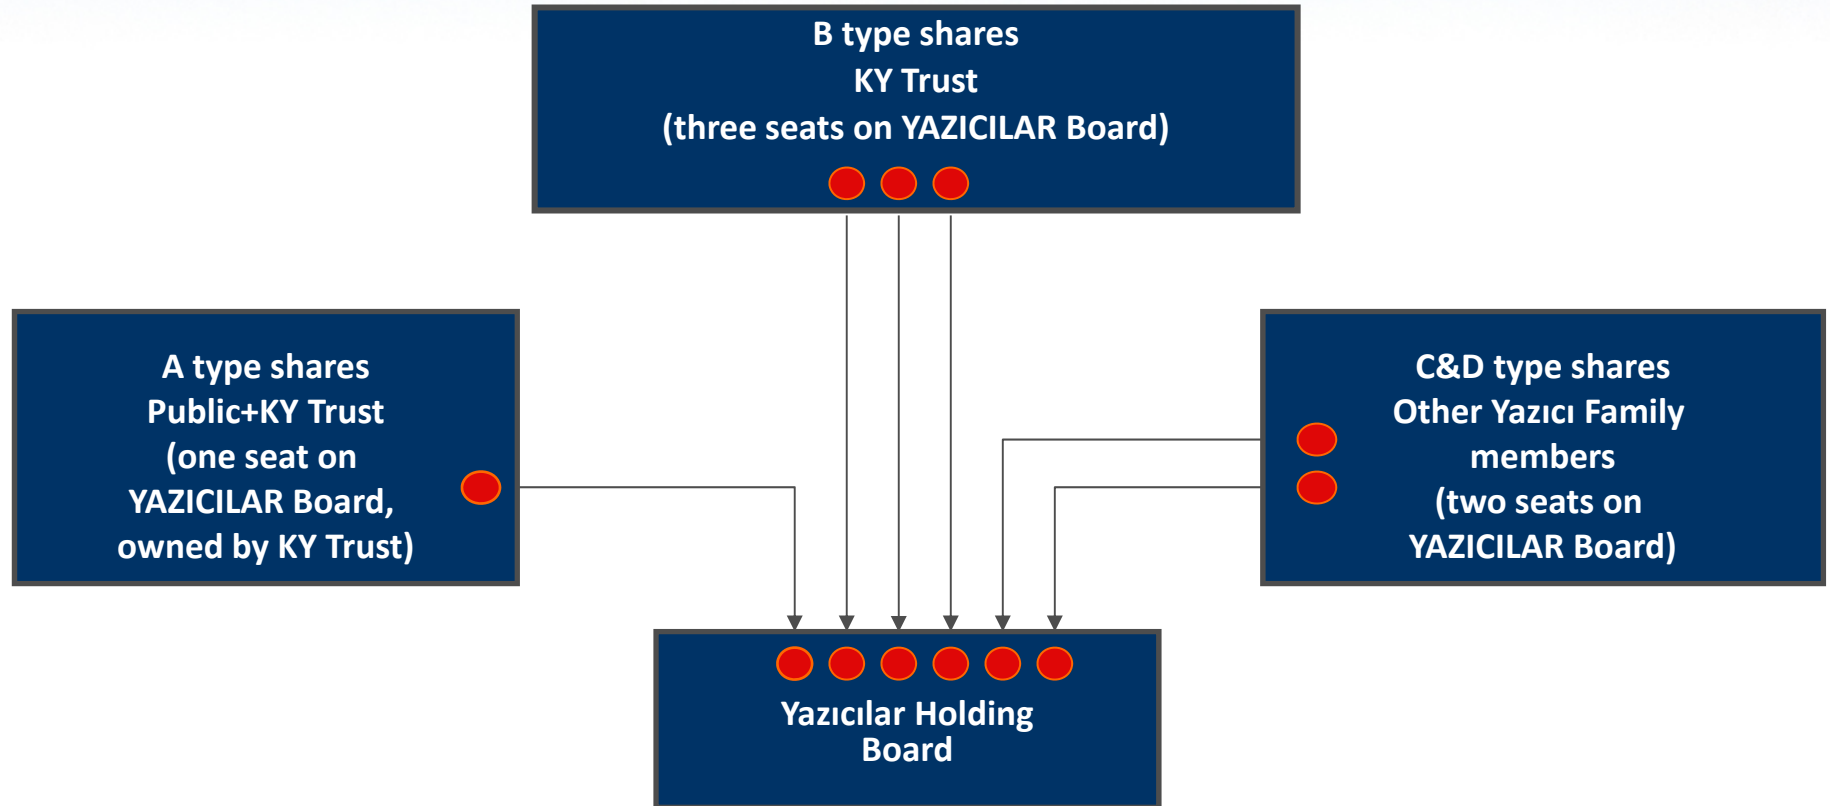 B type shares
KY Trust
(three seats on YAZICILAR Board)
A type shares
Public+KY Trust
(one seat on
YAZICILAR Board,
owned by KY Trust)
C&D type shares
Other Yazıcı Family
members
(two seats on
YAZICILAR Board)
Yazıcılar Holding
Board